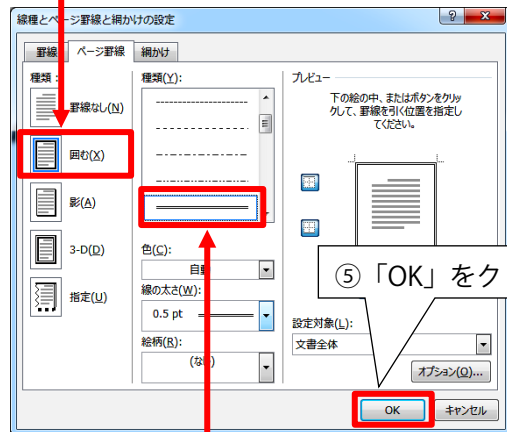 線種とページ罫線と網かけの設定
罫線
ページ罫線
網かけ
種類:
罫線なし(N)
囲む(X)
影(A)
3-D(D)
指定(U)
種類(Y):
色(C):
自動
線の太さ(W):
0.5 pt
絵柄(R):
(なし)
プレビュー
下の絵の中、またはボタンをクリッ
クして、罫線を引く位置を指定し
てください。
⑤「OK」をク
設定対象(L):
文書全体
オプション(O)...
OK
キャンセル